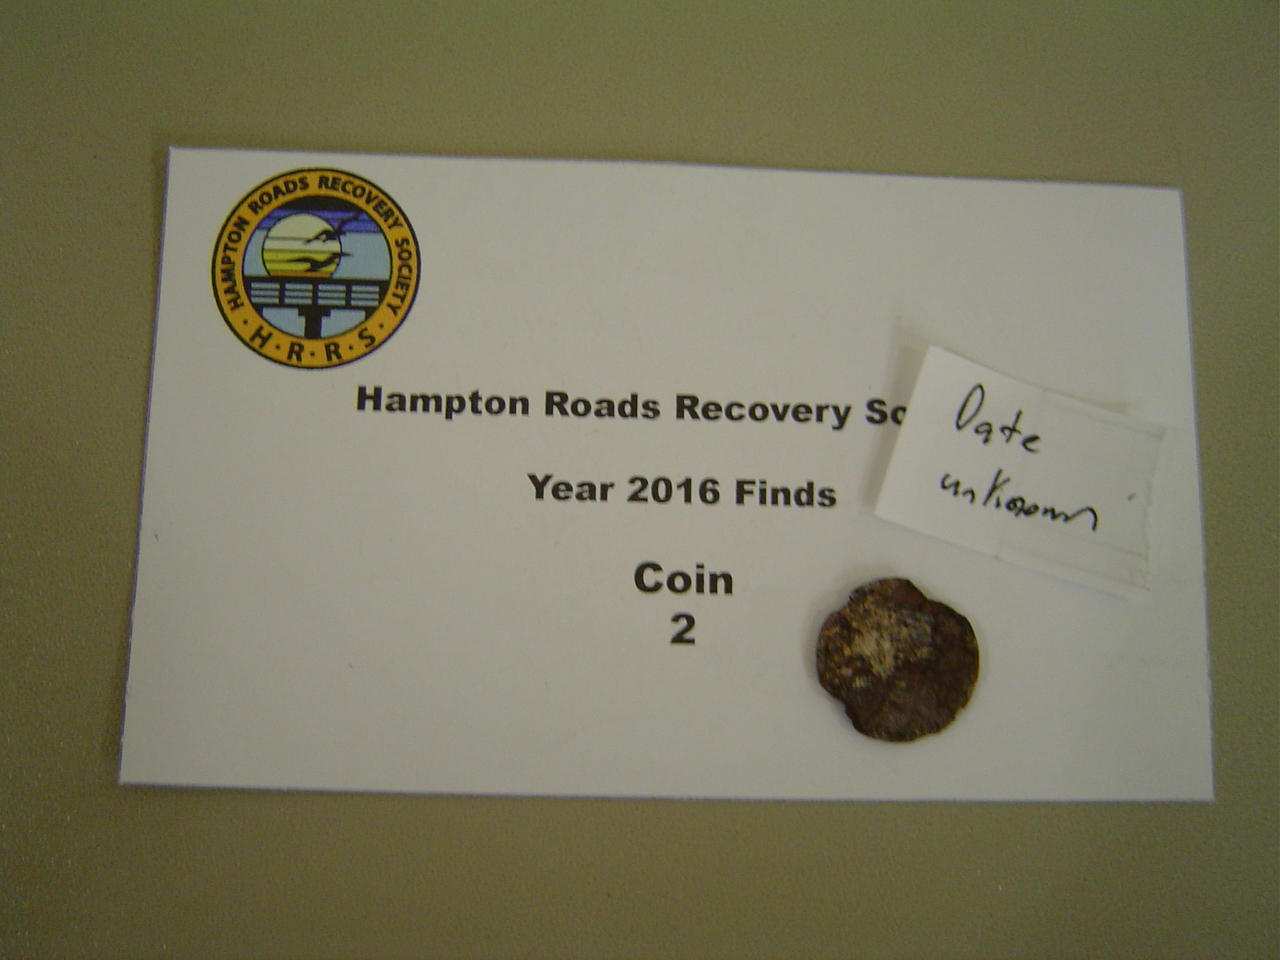 HAMPTON ROADS RECOVERY SOCIETY
· H · R · R · S ·
Hampton Roads Recovery So
Date
unknown
Year 2016 Finds
Coin
2